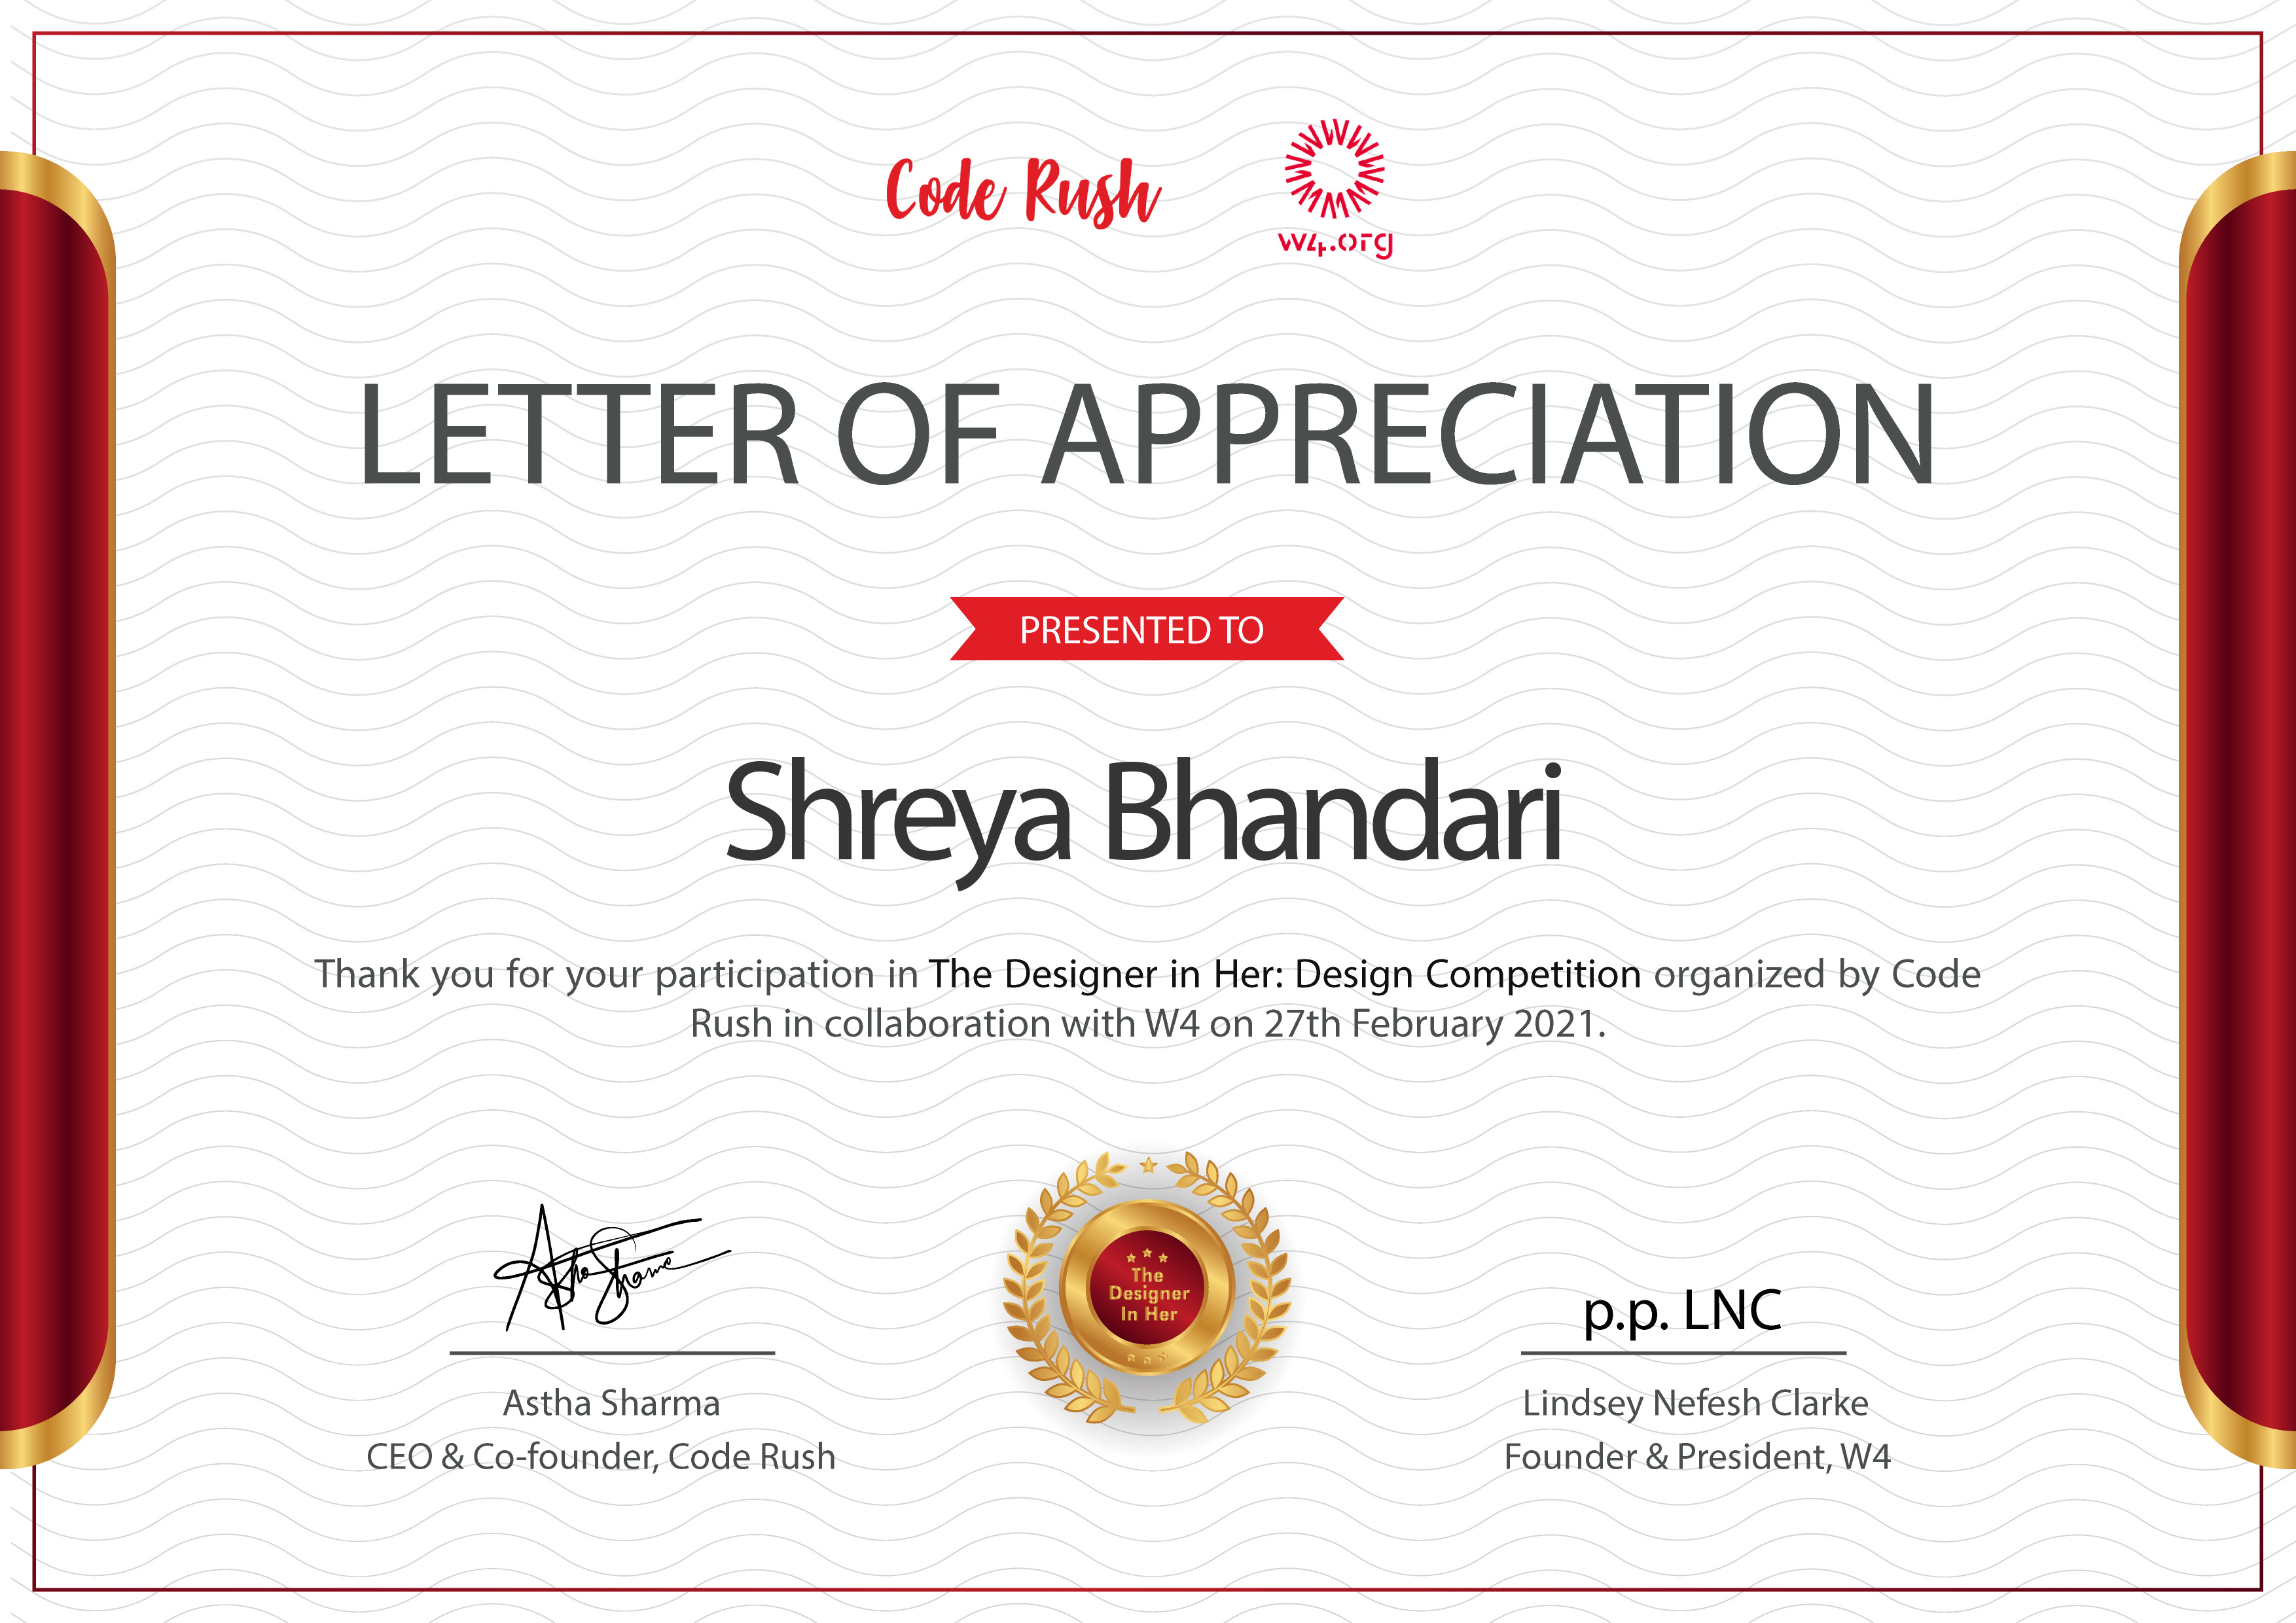 Code Rush
w4.org
LETTER OF APPRECIATION
PRESENTED TO
Shreya Bhandari
Thank you for your participation in The Designer in Her: Design Competition organized by Code
Rush in collaboration with W4 on 27th February 2021.
Astha Sharma
The
Designer
In Her
p.p. LNC
Astha Sharma
CEO & Co-founder, Code Rush
Lindsey Nefesh Clarke
Founder & President, W4